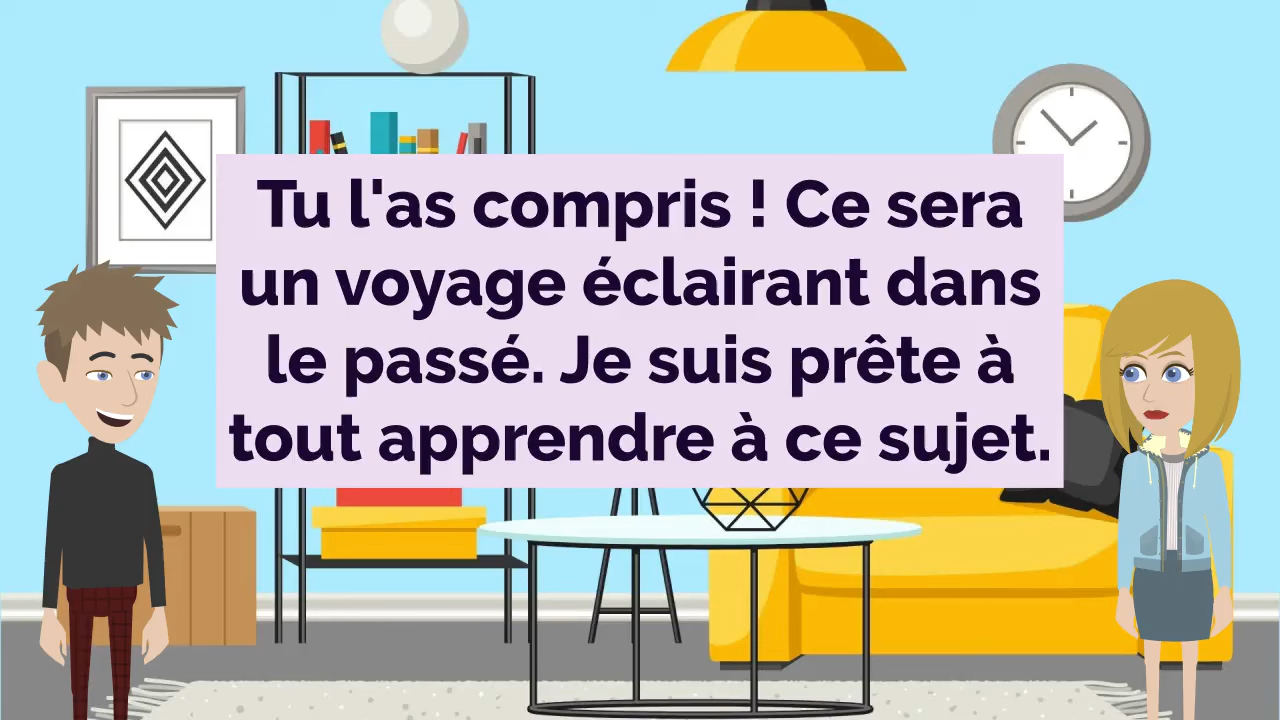 Tu l'as compris ! Ce sera
un voyage éclairant dans
le passé. Je suis prête à
tout apprendre à ce sujet.